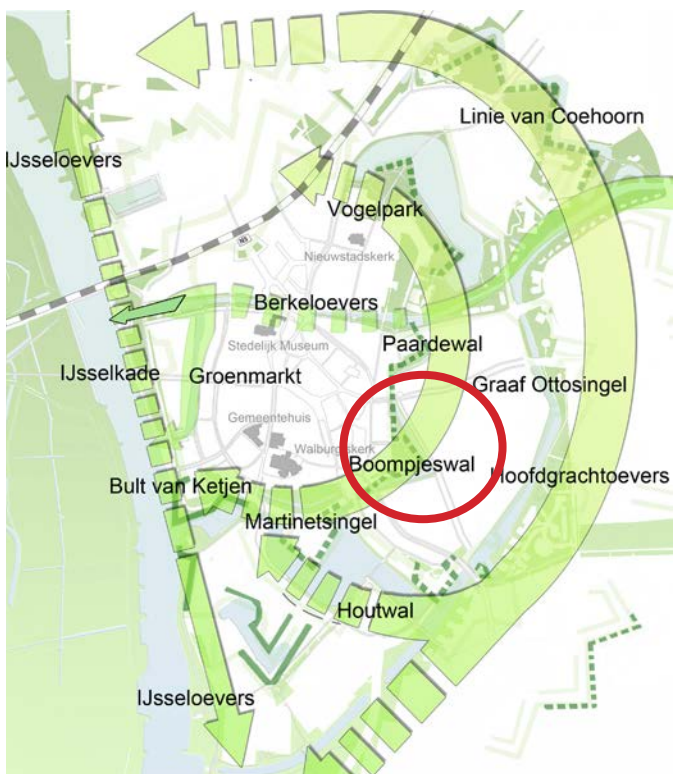 Linie van Coehoorn
IJsseloevers
Vogelpark
Nieuwstadskerk
NS
Berkeloevers
Stedelijk Museum
Paardewal
IJsselkade
Groenmarkt
Graaf Ottosingel
Gemeentehuis
Walburgiskerk
Boompjeswal
Hoofdgrachtoevers
Bult van Ketjen
Martinetsingel
Houtwal
IJsseloevers